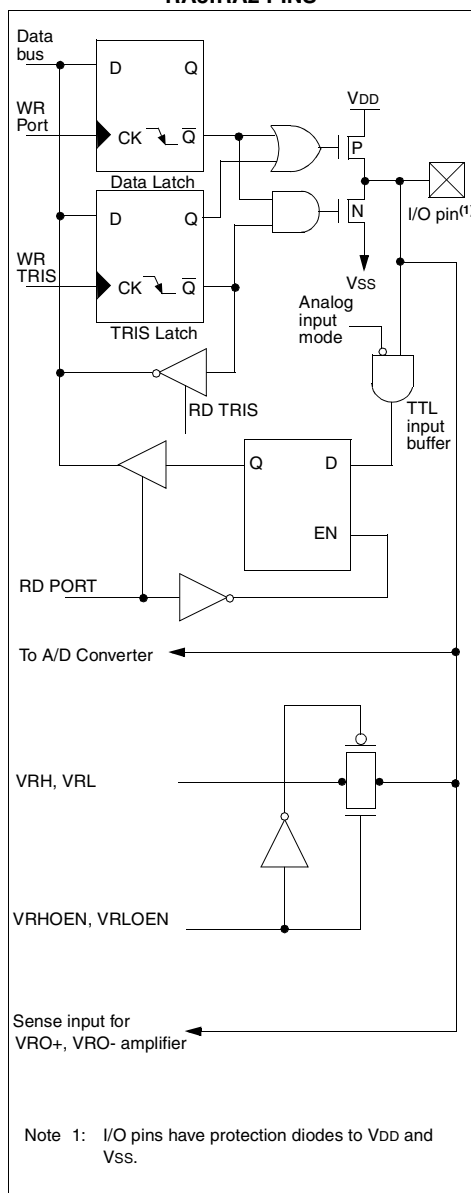 RA3:RA2 PINS
Data
bus
D Q
VDD
WR
Port
CK Q
P
Data Latch
I/O pin(1)
D Q
N
WR
TRIS
CK Q
VSS
TRIS Latch
Analog
input
mode
RD TRIS
TTL
input
buffer
Q D
EN
RD PORT
To A/D Converter
VRH, VRL
VRHOEN, VRLOEN
Sense input for
VRO+, VRO- amplifier
Note 1: I/O pins have protection diodes to VDD and
VSS.